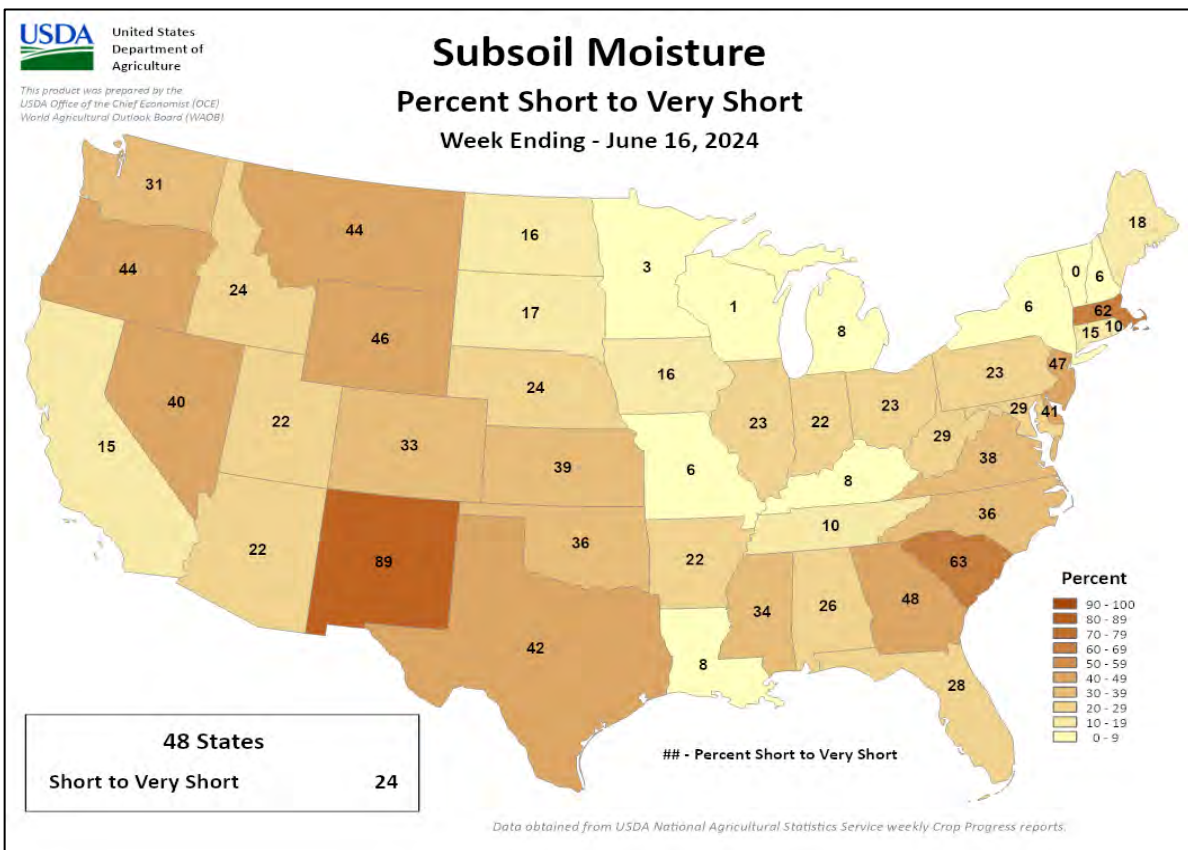 USDA
United States
Department of
Agriculture
This product was prepared by the
USDA Office of the Chief Economist (OCE)
World Agricultural Outlook Board (WAOB)
Subsoil Moisture
Percent Short to Very Short
Week Ending - June 16, 2024
31
44
16
3
18
44
24
0
6
17
1
6
46
8
62
15
10
40
24
16
47
23
22
23
23
22
29
41
15
33
29
39
6
38
8
36
10
22
89
36
22
63
34
26
48
42
8
28
Percent
90 - 100
80 - 89
70 - 79
60 - 69
50 - 59
40 - 49
30 - 39
20 - 29
10 - 19
0 - 9
48 States
Short to Very Short 24
## - Percent Short to Very Short
Data obtained from USDA National Agricultural Statistics Service weekly Crop Progress reports.